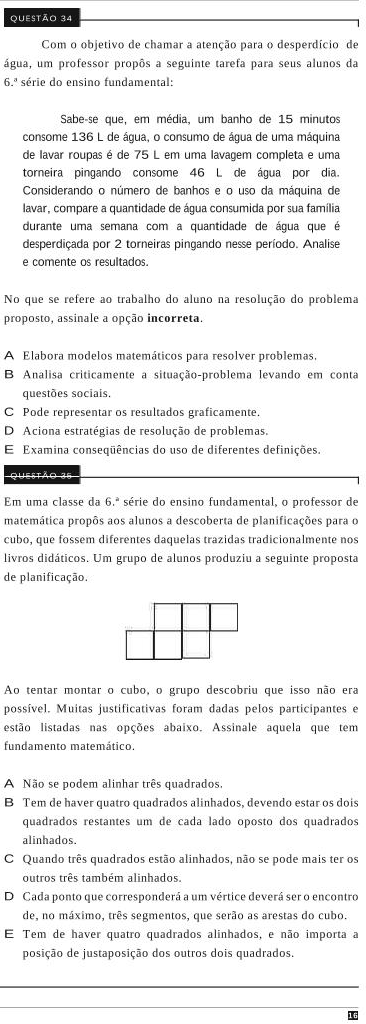 QUESTÃO 34
Com o objetivo de chamar a atenção para o desperdício de
água, um professor propôs a seguinte tarefa para seus alunos da
6.ª série do ensino fundamental:
Sabe-se que, em média, um banho de 15 minutos
consome 136 L de água, o consumo de água de uma máquina
de lavar roupas é de 75 L em uma lavagem completa e uma
torneira pingando consome 46 L de água por dia.
Considerando o número de banhos e o uso da máquina de
lavar, compare a quantidade de água consumida por sua família
durante uma semana com a quantidade de água que é
desperdiçada por 2 torneiras pingando nesse período. Analise
e comente os resultados.
No que se refere ao trabalho do aluno na resolução do problema
proposto, assinale a opção incorreta.
A Elabora modelos matemáticos para resolver problemas.
B Analisa criticamente a situação-problema levando em conta
questões sociais.
C Pode representar os resultados graficamente.
D Aciona estratégias de resolução de problemas.
E Examina conseqüências do uso de diferentes definições.
QUESTÃO 35
Em uma classe da 6.ª série do ensino fundamental, o professor de
matemática propôs aos alunos a descoberta de planificações para o
cubo, que fossem diferentes daquelas trazidas tradicionalmente nos
livros didáticos. Um grupo de alunos produziu a seguinte proposta
de planificação.
Ao tentar montar o cubo, o grupo descobriu que isso não era
possível. Muitas justificativas foram dadas pelos participantes e
estão listadas nas opções abaixo. Assinale aquela que tem
fundamento matemático.
A Não se podem alinhar três quadrados.
B Tem de haver quatro quadrados alinhados, devendo estar os dois
quadrados restantes um de cada lado oposto dos quadrados
alinhados.
C Quando três quadrados estão alinhados, não se pode mais ter os
outros três também alinhados.
D Cada ponto que corresponderá a um vértice deverá ser o encontro
de, no máximo, três segmentos, que serão as arestas do cubo.
E Tem de haver quatro quadrados alinhados, e não importa a
posição de justaposição dos outros dois quadrados.
16